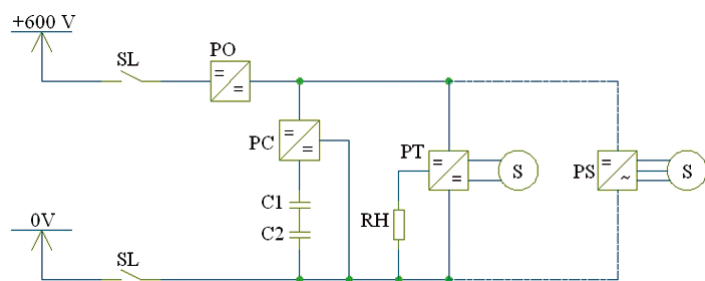 +600 V
SL
PO
=
=
PC
=
=
C1
C2
0V
SL
RH
PT
=
=
S
PS
=
~
S